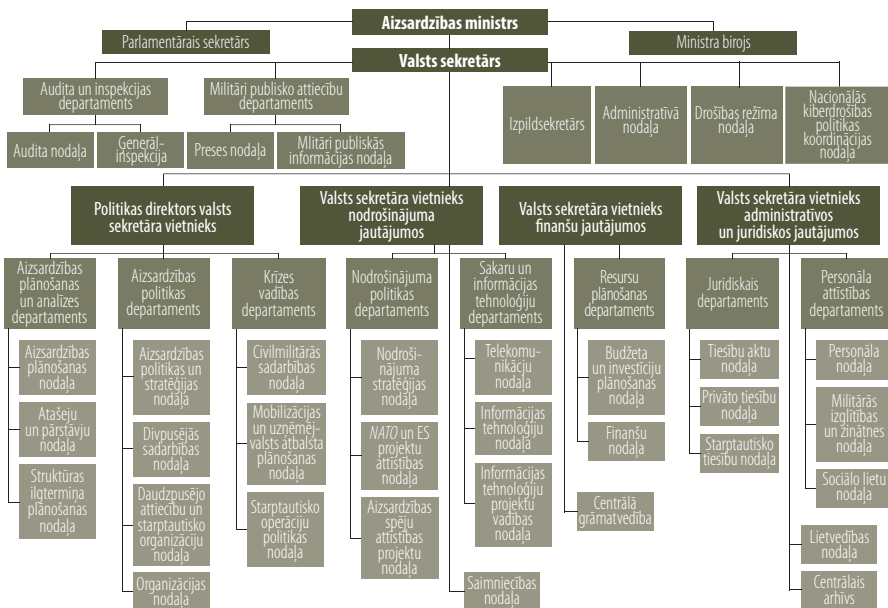 Aizsardzības ministrs
Parlamentārais sekretārs
Ministra birojs
Valsts sekretārs
Audita un inspekcijas
departaments
Militāri publisko attiecību
departaments
Audita nodaļa
Ģenerāl-
inspekcija
Preses nodaļa
Mlitāri publiskās
informācijas nodaļa
Izpildsekretārs
Administratīvā
nodaļa
Drošības režīma
nodaļa
Nacionālās
kiberdrošības
politikas
koordinācijas
nodaļa
Politikas direktors valsts
sekretāra vietnieks
Valsts sekretāra vietnieks
nodrošinājuma
jautājumos
Valsts sekretāra vietnieks
finanšu jautājumos
Valsts sekretāra vietnieks
administratīvos
un juridiskos jautājumos
Aizsardzības
plānošanas
un analīzes
departaments
Aizsardzības
politikas
departaments
Krīzes
vadības
departaments
Nodrošinājuma
politikas
departaments
Sakaru un
informācijas
tehnoloģiju
departaments
Resursu
plānošanas
departaments
Juridiskais
departaments
Personāla
attīstības
departaments
Aizsardzības
plānošanas
nodaļa
Atašeju
un pārstāvju
nodaļa
Struktūras
ilgtermiņa
plānošanas
nodaļa
Aizsardzības
politikas un
stratēģijas
nodaļa
Divpusējās
sadarbības
nodaļa
Daudzpusējo
attiecību un
starptautisko
organizāciju
nodaļa
Organizācijas
nodaļa
Civilmilitārās
sadarbības
nodaļa
Mobilizācijas
un uzņēmēj-
valsts atbalsta
plānošanas
nodaļa
Starptautisko
operāciju
politikas
nodaļa
Nodroši-
nājuma
stratēģijas
nodaļa
NATO un ES
projektu
attīstības
nodaļa
Aizsardzības
spēju
attīstības
projektu
nodaļa
Telekomu-
nikāciju
nodaļa
Informācijas
tehnoloģiju
nodaļa
Informācijas
tehnoloģiju
projektu
vadības
nodaļa
Saimniecības
nodaļa
Budžeta
un investīciju
plānošanas
nodaļa
Finanšu
nodaļa
Centrālā
grāmatvedība
Tiesību aktu
nodaļa
Privāto tiesību
nodaļa
Starptautisko
tiesību nodaļa
Personāla
nodaļa
Militārās
izglītības
un zinātnes
nodaļa
Sociālo lietu
nodaļa
Lietvedības
nodaļa
Centrālais
arhīvs